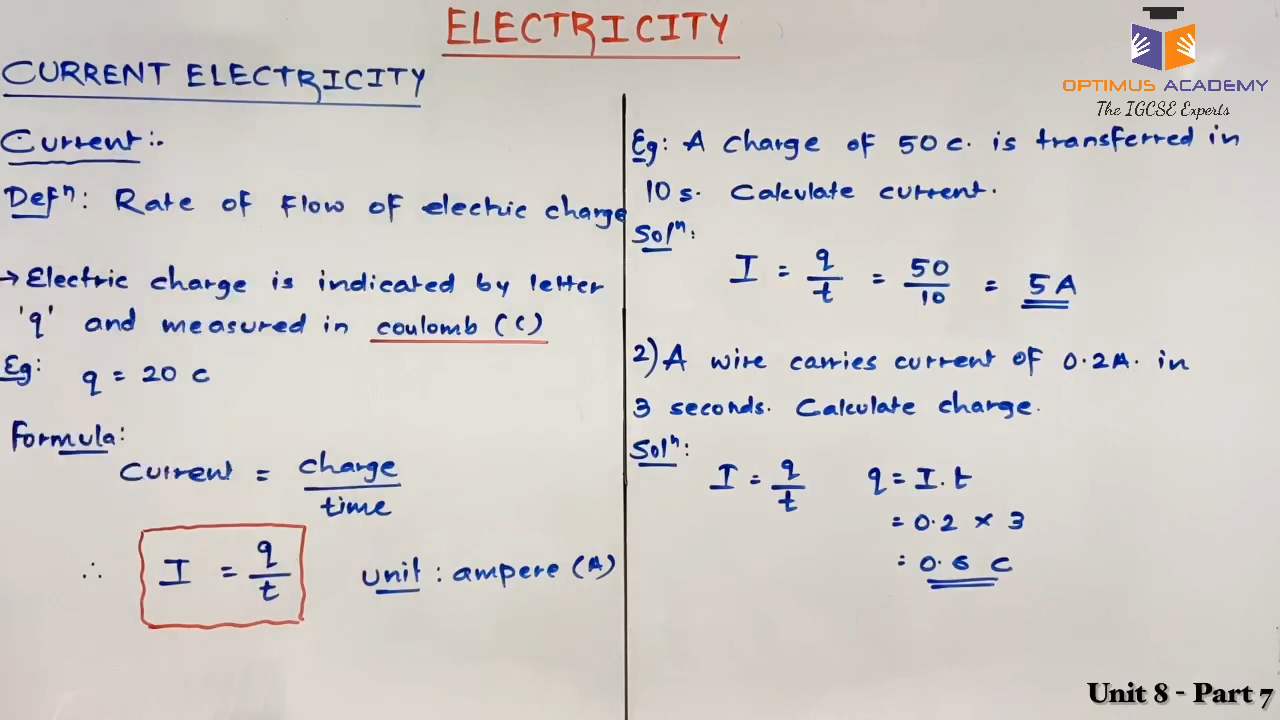 ELECTRICITY
OPTIMUS ACADEMY
The IGCSE Experts
CURRENT ELECTRICITY
Current:-
Defⁿ: Rate of flow of electric charge
→ Electric charge is indicated by letter
'q' and measured in coulomb (C)
Eg: q = 20 C
Formula:
Current = charge / time
∴ I = q / t unit : ampere (A)
Eg: A charge of 50 C. is transferred in
10 s. Calculate current.
Solⁿ:
I = q / t = 50 / 10 = 5 A
2) A wire carries current of 0.2A. in
3 seconds. Calculate charge.
Solⁿ:
I = q / t q = I . t
= 0.2 × 3
= 0.6 C
Unit 8 - Part 7